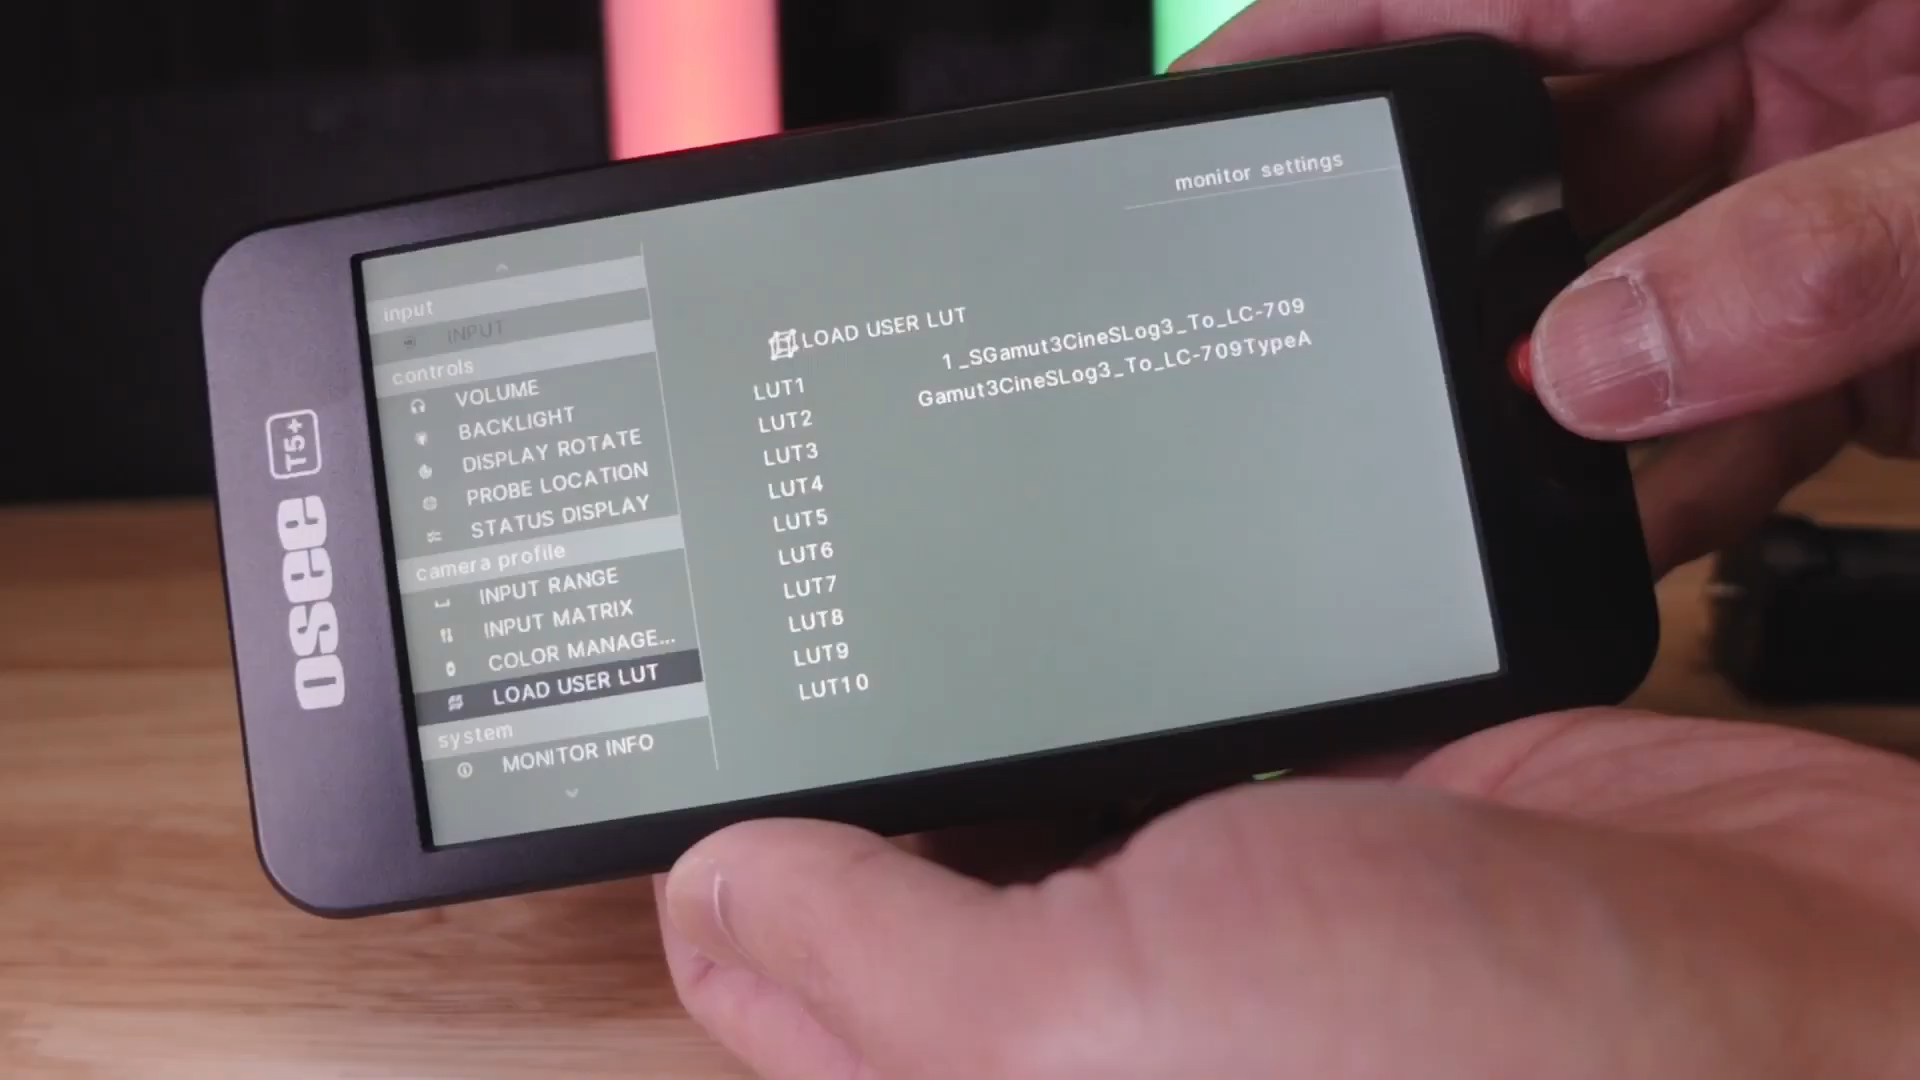 monitor settings
input
INPUT
controls
VOLUME
BACKLIGHT
DISPLAY ROTATE
PROBE LOCATION
STATUS DISPLAY
camera profile
INPUT RANGE
INPUT MATRIX
COLOR MANAGE...
LOAD USER LUT
system
MONITOR INFO
LOAD USER LUT
LUT1 1_SGamut3CineSLog3_To_LC-709
LUT2 Gamut3CineSLog3_To_LC-709TypeA
LUT3
LUT4
LUT5
LUT6
LUT7
LUT8
LUT9
LUT10
osee T5+